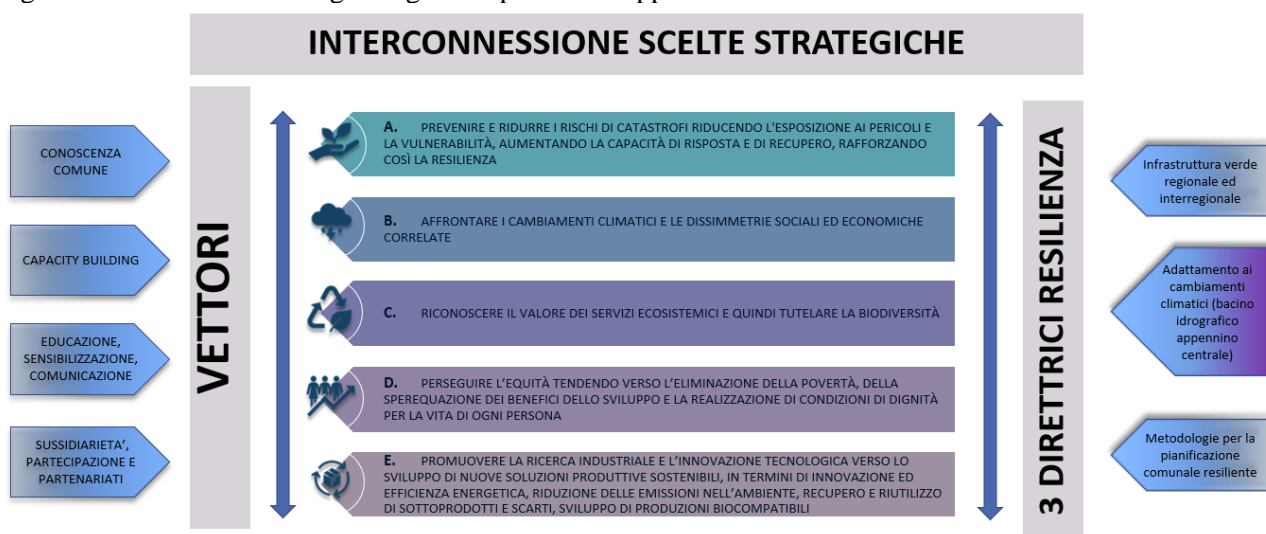 INTERCONNESSIONE SCELTE STRATEGICHE
VETTORI
CONOSCENZA
COMUNE
CAPACITY BUILDING
EDUCAZIONE,
SENSIBILIZZAZIONE,
COMUNICAZIONE
SUSSIDIARIETA’,
PARTECIPAZIONE E
PARTENARIATI
A. PREVENIRE E RIDURRE I RISCHI DI CATASTROFI RIDUCENDO L'ESPOSIZIONE AI PERICOLI E
LA VULNERABILITÀ, AUMENTANDO LA CAPACITÀ DI RISPOSTA E DI RECUPERO, RAFFORZANDO
COSÌ LA RESILIENZA
B. AFFRONTARE I CAMBIAMENTI CLIMATICI E LE DISSIMMETRIE SOCIALI ED ECONOMICHE
CORRELATE
C. RICONOSCERE IL VALORE DEI SERVIZI ECOSISTEMICI E QUINDI TUTELARE LA BIODIVERSITÀ
D. PERSEGUIRE L’EQUITÀ TENDENDO VERSO L’ELIMINAZIONE DELLA POVERTÀ, DELLA
SPEREQUAZIONE DEI BENEFICI DELLO SVILUPPO E LA REALIZZAZIONE DI CONDIZIONI DI DIGNITÀ
PER LA VITA DI OGNI PERSONA
E. PROMUOVERE LA RICERCA INDUSTRIALE E L’INNOVAZIONE TECNOLOGICA VERSO LO
SVILUPPO DI NUOVE SOLUZIONI PRODUTTIVE SOSTENIBILI, IN TERMINI DI INNOVAZIONE ED
EFFICIENZA ENERGETICA, RIDUZIONE DELLE EMISSIONI NELL’AMBIENTE, RECUPERO E RIUTILIZZO
DI SOTTOPRODOTTI E SCARTI, SVILUPPO DI PRODUZIONI BIOCOMPATIBILI
3 DIRETTRICI RESILIENZA
Infrastruttura verde
regionale ed
interregionale
Adattamento ai
cambiamenti
climatici (bacino
idrografico
appennino
centrale)
Metodologie per la
pianificazione
comunale resiliente